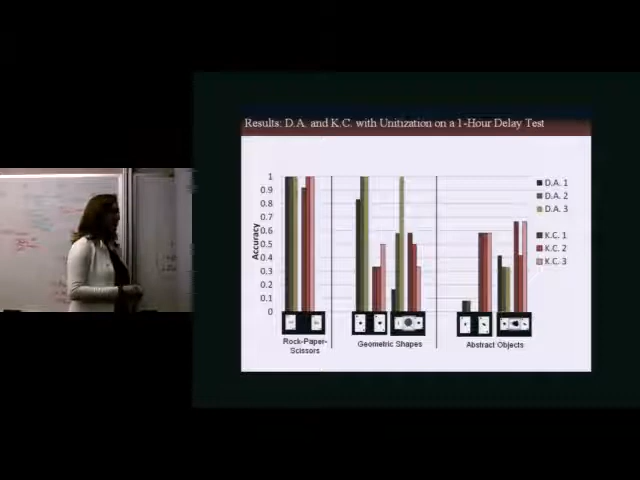 Results: D.A. and K.C. with Unitization on a 1-Hour Delay Test
1
0.9
0.8
0.7
0.6
0.5
0.4
0.3
0.2
0.1
0
Accuracy
Rock-Paper-
Scissors
Geometric Shapes
Abstract Objects
D.A. 1
D.A. 2
D.A. 3
K.C. 1
K.C. 2
K.C. 3